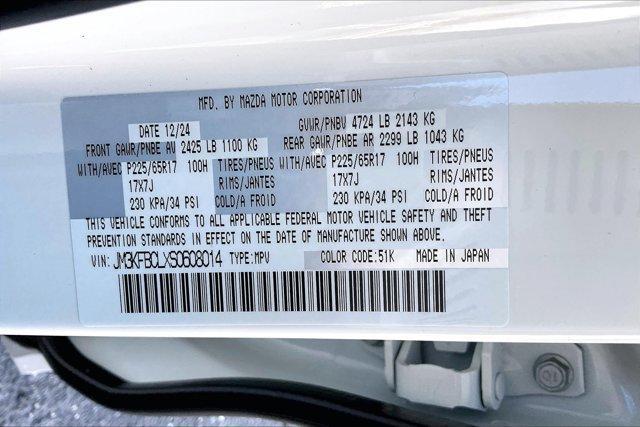 MFD. BY MAZDA MOTOR CORPORATION
DATE 12/24 GVWR/PNBV 4724 LB 2143 KG
FRONT GAWR/PNBE AV 2425 LB 1100 KG REAR GAWR/PNBE AR 2299 LB 1043 KG
WITH/AVEC P225/65R17 100H TIRES/PNEUS WITH/AVEC P225/65R17 100H TIRES/PNEUS
17X7J RIMS/JANTES 17X7J RIMS/JANTES
230 KPA/34 PSI COLD/A FROID 230 KPA/34 PSI COLD/A FROID
THIS VEHICLE CONFORMS TO ALL APPLICABLE FEDERAL MOTOR VEHICLE SAFETY AND THEFT
PREVENTION STANDARDS IN EFFECT ON THE DATE OF MANUFACTURE SHOWN ABOVE.
VIN: JM3KFBCLXS0608014 TYPE:MPV COLOR CODE:51K MADE IN JAPAN